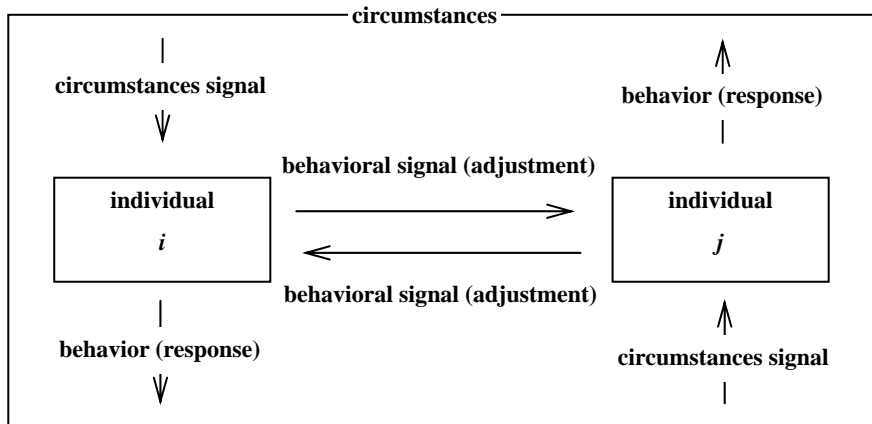 circumstances
circumstances signal
behavior (response)
behavioral signal (adjustment)
individual
i
individual
j
behavioral signal (adjustment)
behavior (response)
circumstances signal